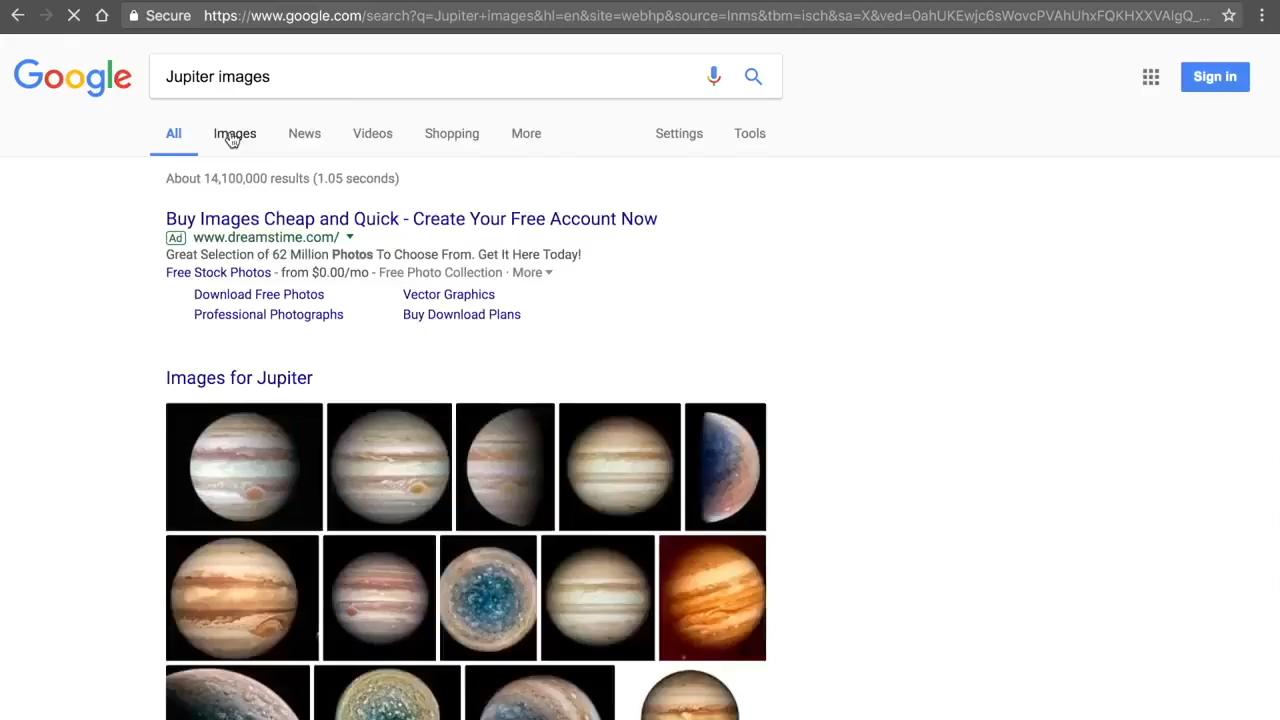 Secure https://www.google.com/search?q=Jupiter+images&hl=en&site=webhp&source=lnms&tbm=isch&sa=X&ved=0ahUKEwjc6sWovcPVAhUhxFQKHXXVAlgQ_...
Google
Jupiter images
Sign in
All Images News Videos Shopping More Settings Tools
About 14,100,000 results (1.05 seconds)
Buy Images Cheap and Quick - Create Your Free Account Now
Ad www.dreamstime.com/
Great Selection of 62 Million Photos To Choose From. Get It Here Today!
Free Stock Photos - from $0.00/mo - Free Photo Collection · More
Download Free Photos Vector Graphics
Professional Photographs Buy Download Plans
Images for Jupiter